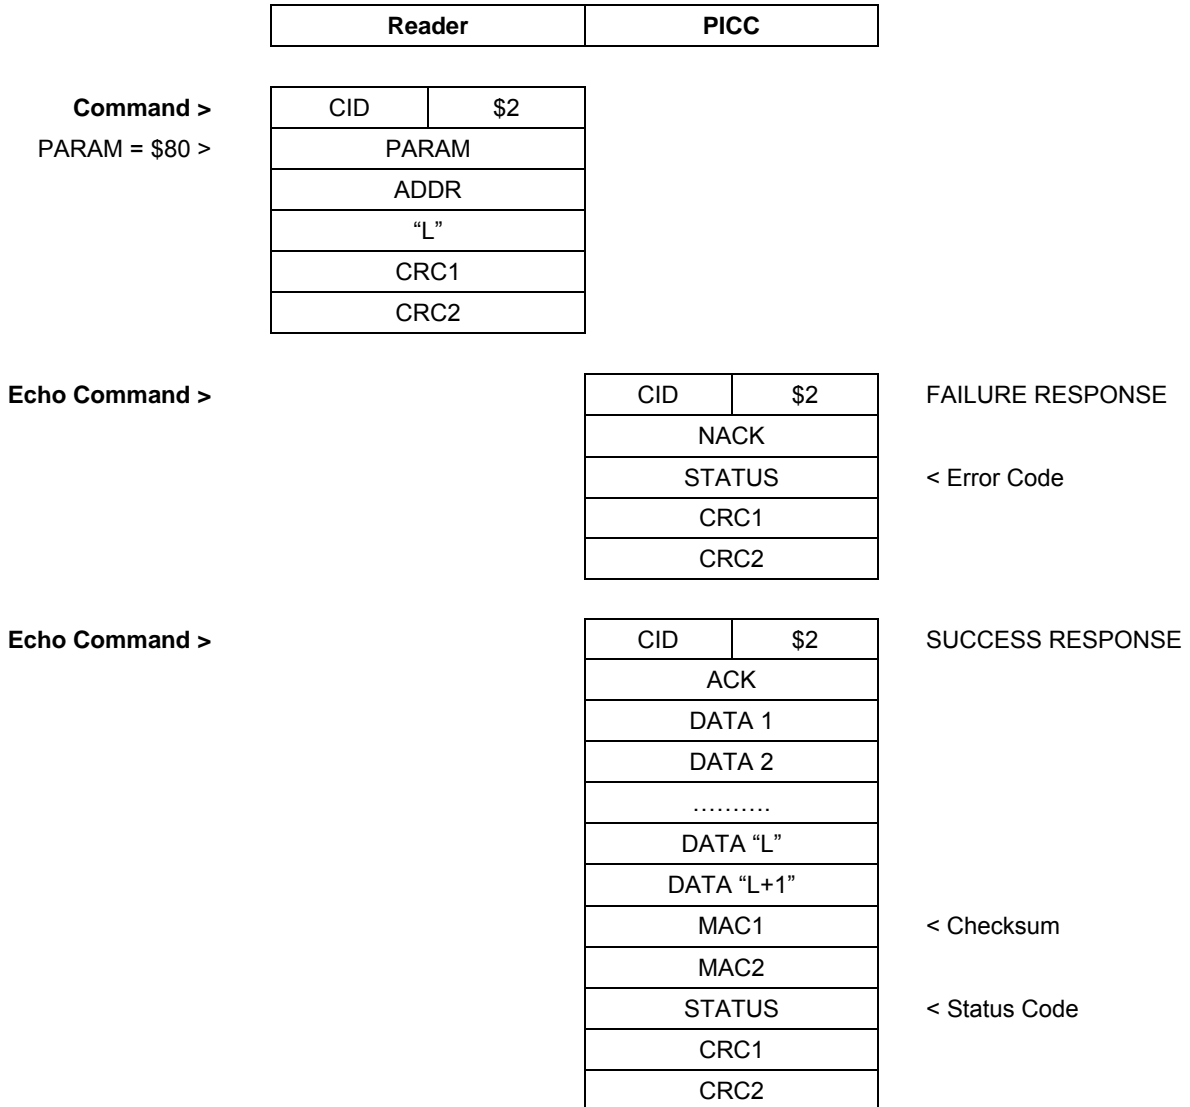 Reader PICC
Command > CID $2
PARAM = $80 > PARAM
ADDR
“L”
CRC1
CRC2
Echo Command > CID $2 FAILURE RESPONSE
NACK
STATUS < Error Code
CRC1
CRC2
Echo Command > CID $2 SUCCESS RESPONSE
ACK
DATA 1
DATA 2
……….
DATA “L”
DATA “L+1”
MAC1 < Checksum
MAC2
STATUS < Status Code
CRC1
CRC2